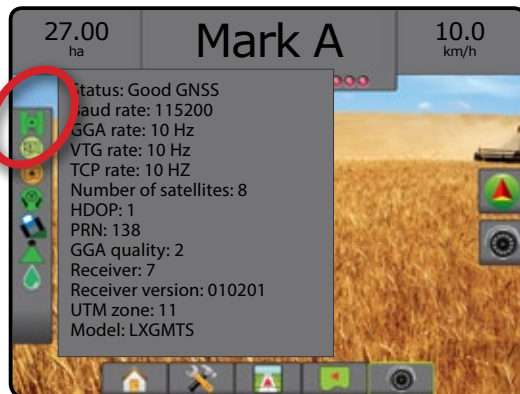 27.00
ha
Mark A
10.0
km/h
Status: Good GNSS
Baud rate: 115200
GGA rate: 10 Hz
VTG rate: 10 Hz
TCP rate: 10 HZ
Number of satellites: 8
HDOP: 1
PRN: 138
GGA quality: 2
Receiver: 7
Receiver version: 010201
UTM zone: 11
Model: LXGMTS